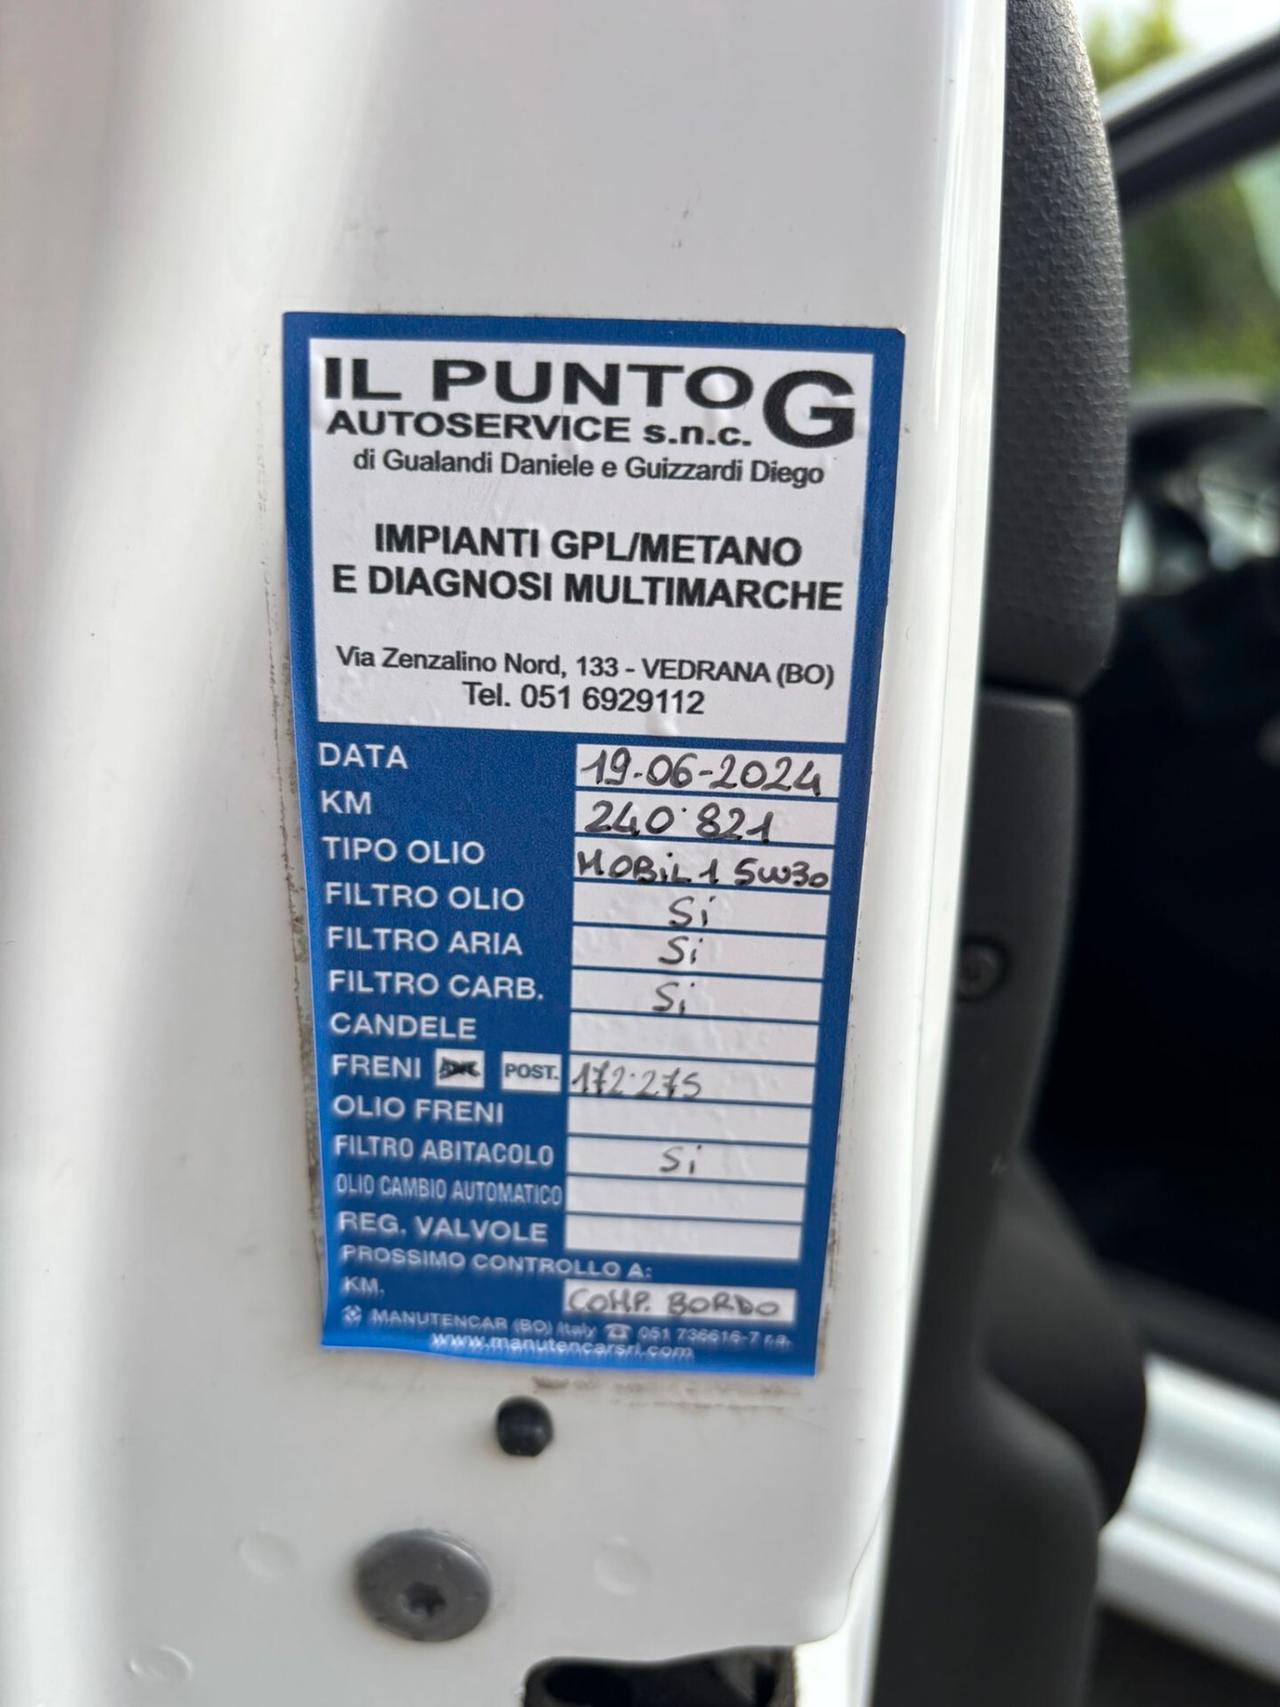 IL PUNTO G
AUTOSERVICE s.n.c.
di Gualandi Daniele e Guizzardi Diego
IMPIANTI GPL/METANO
E DIAGNOSI MULTIMARCHE
Via Zenzalino Nord, 133 - VEDRANA (BO)
Tel. 051 6929112
DATA 19-06-2024
KM 240.821
TIPO OLIO MOBiL 1 5w30
FILTRO OLIO Si
FILTRO ARIA Si
FILTRO CARB. Si
CANDELE
FRENI POST. 172.275
OLIO FRENI
FILTRO ABITACOLO Si
OLIO CAMBIO AUTOMATICO
REG. VALVOLE
PROSSIMO CONTROLLO A:
KM. COMP. BORDO
MANUTENCAR (BO) Italy ☎ 051 736616-7 r.a.
www.manutencarsrl.com